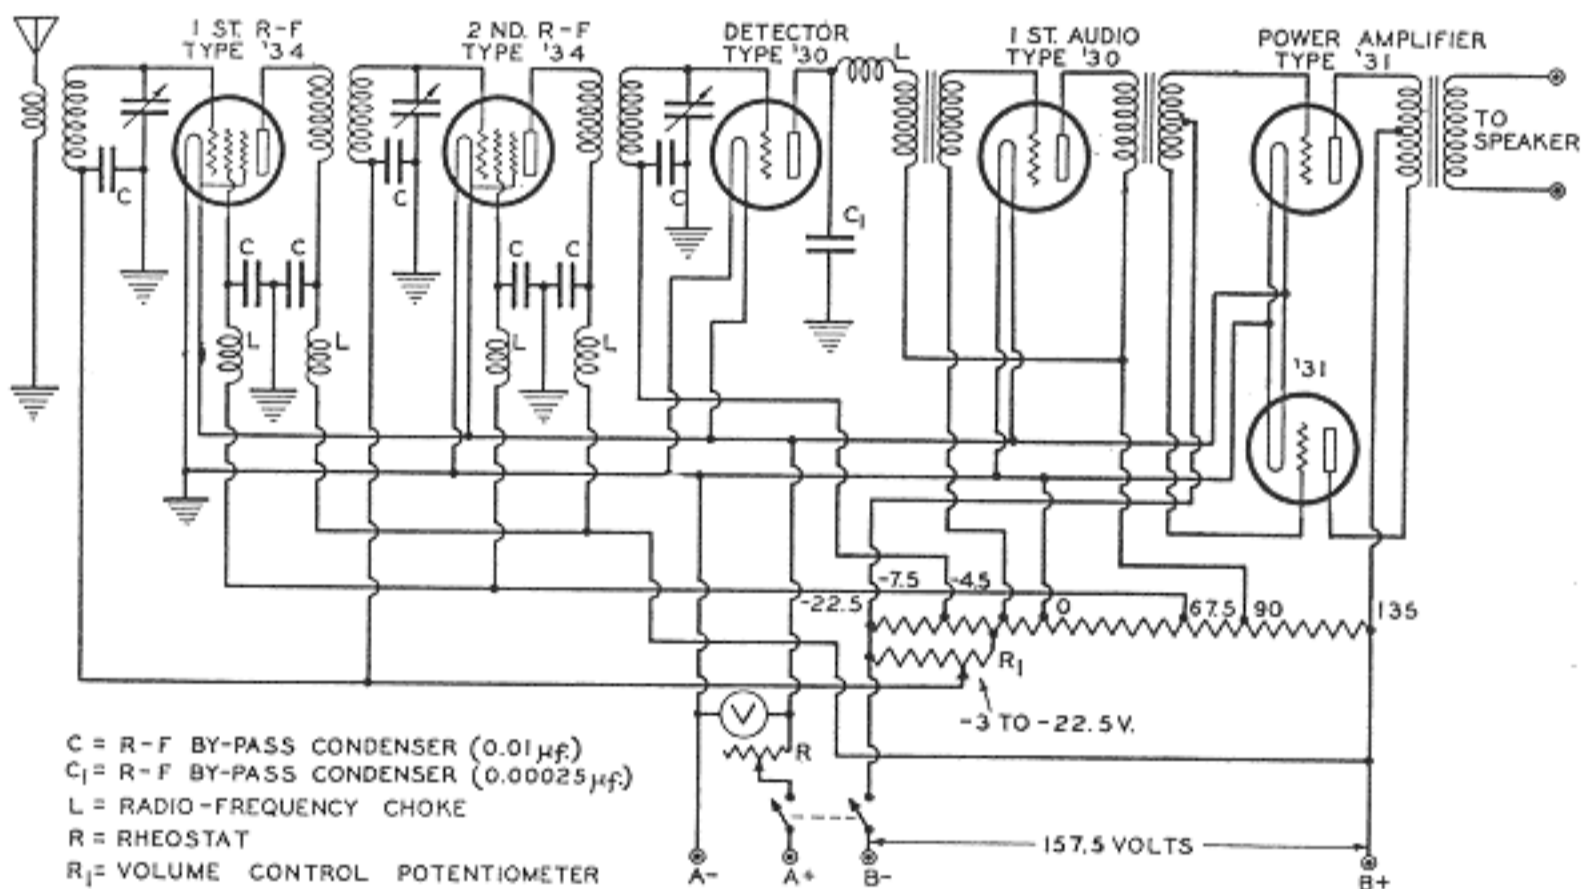 1 ST. R-F
TYPE '34
2 ND. R-F
TYPE '34
DETECTOR
TYPE '30
L
1 ST. AUDIO
TYPE '30
POWER AMPLIFIER
TYPE '31
TO
SPEAKER
C
C
C
C1
C
C
C
C
L
L
L
L
'31
-7.5
-4.5
-22.5
0
67.5
90
135
R1
-3 TO -22.5 V.
V
R
C = R-F BY-PASS CONDENSER (0.01 µf.)
C1 = R-F BY-PASS CONDENSER (0.00025 µf.)
L = RADIO-FREQUENCY CHOKE
R = RHEOSTAT
R1 = VOLUME CONTROL POTENTIOMETER
157.5 VOLTS
A-
A+
B-
B+